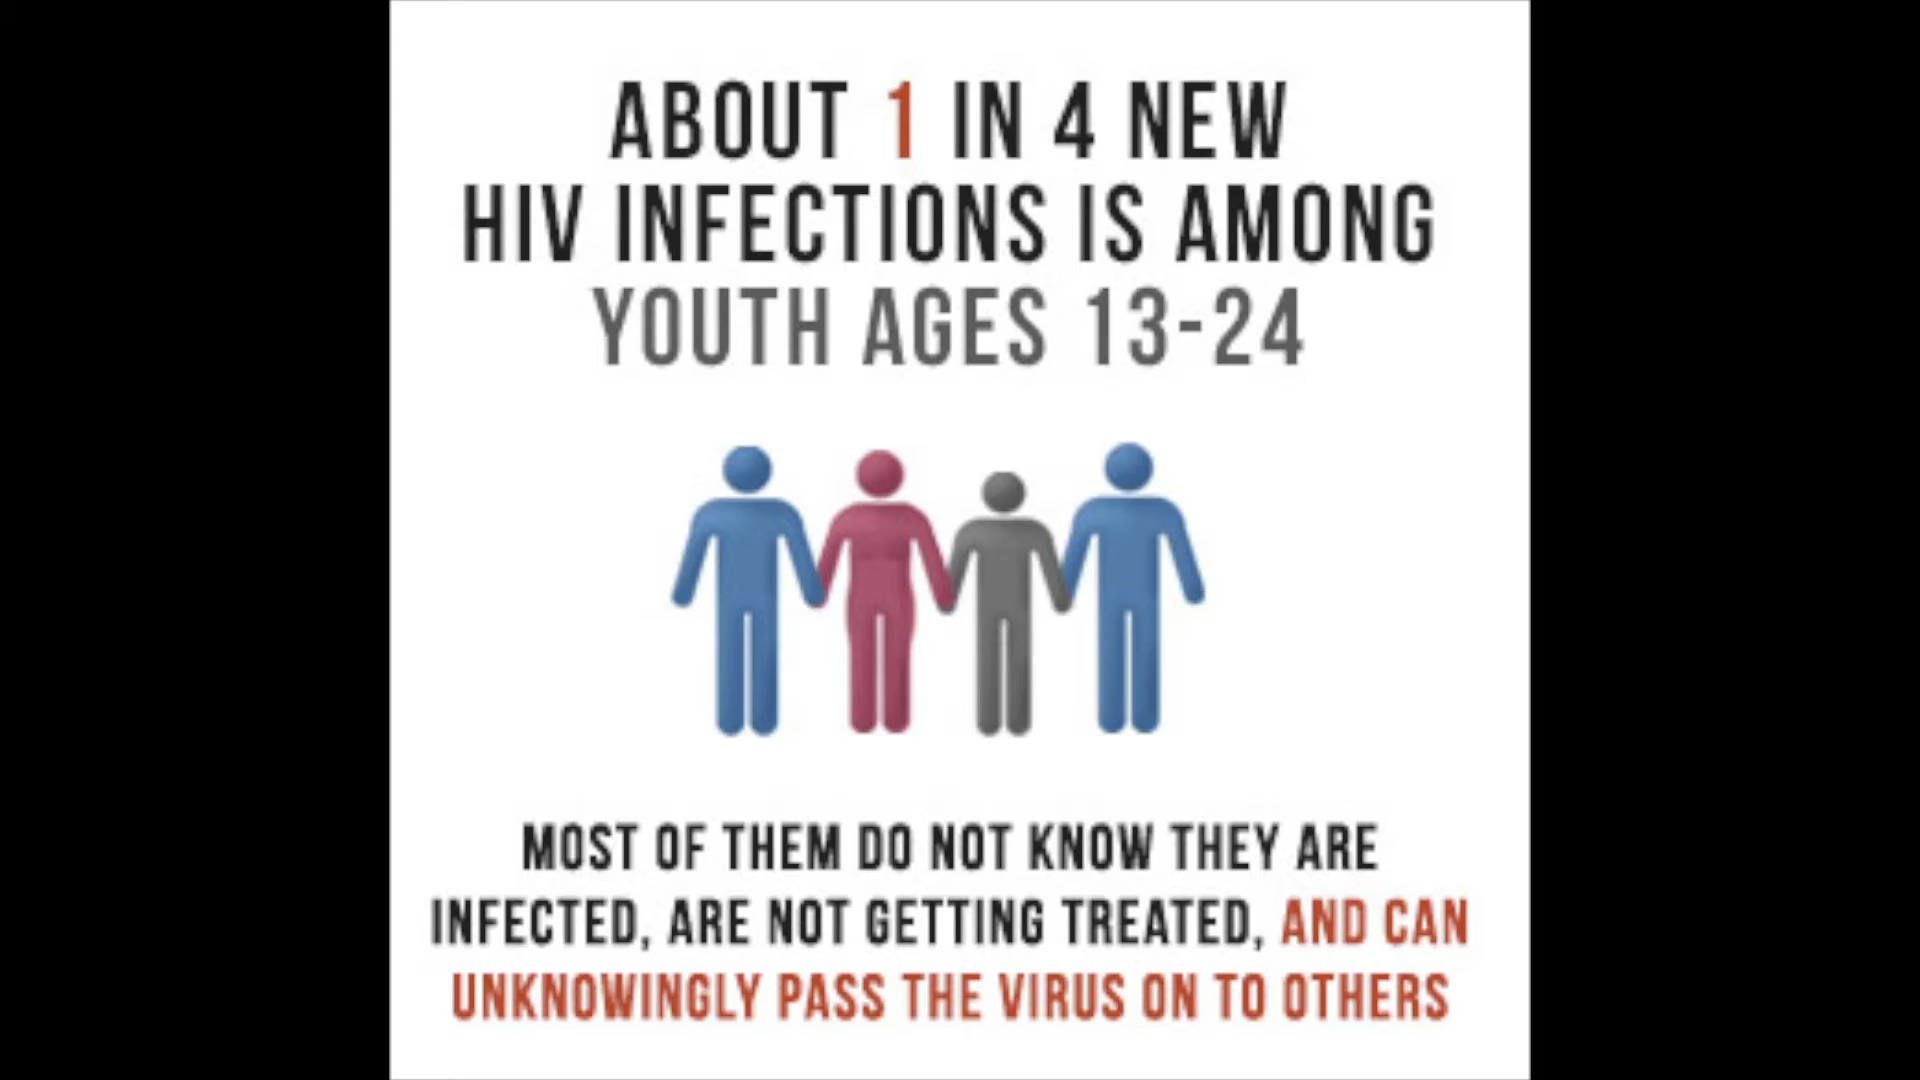 ABOUT 1 IN 4 NEW
HIV INFECTIONS IS AMONG
YOUTH AGES 13-24
MOST OF THEM DO NOT KNOW THEY ARE
INFECTED, ARE NOT GETTING TREATED, AND CAN
UNKNOWINGLY PASS THE VIRUS ON TO OTHERS